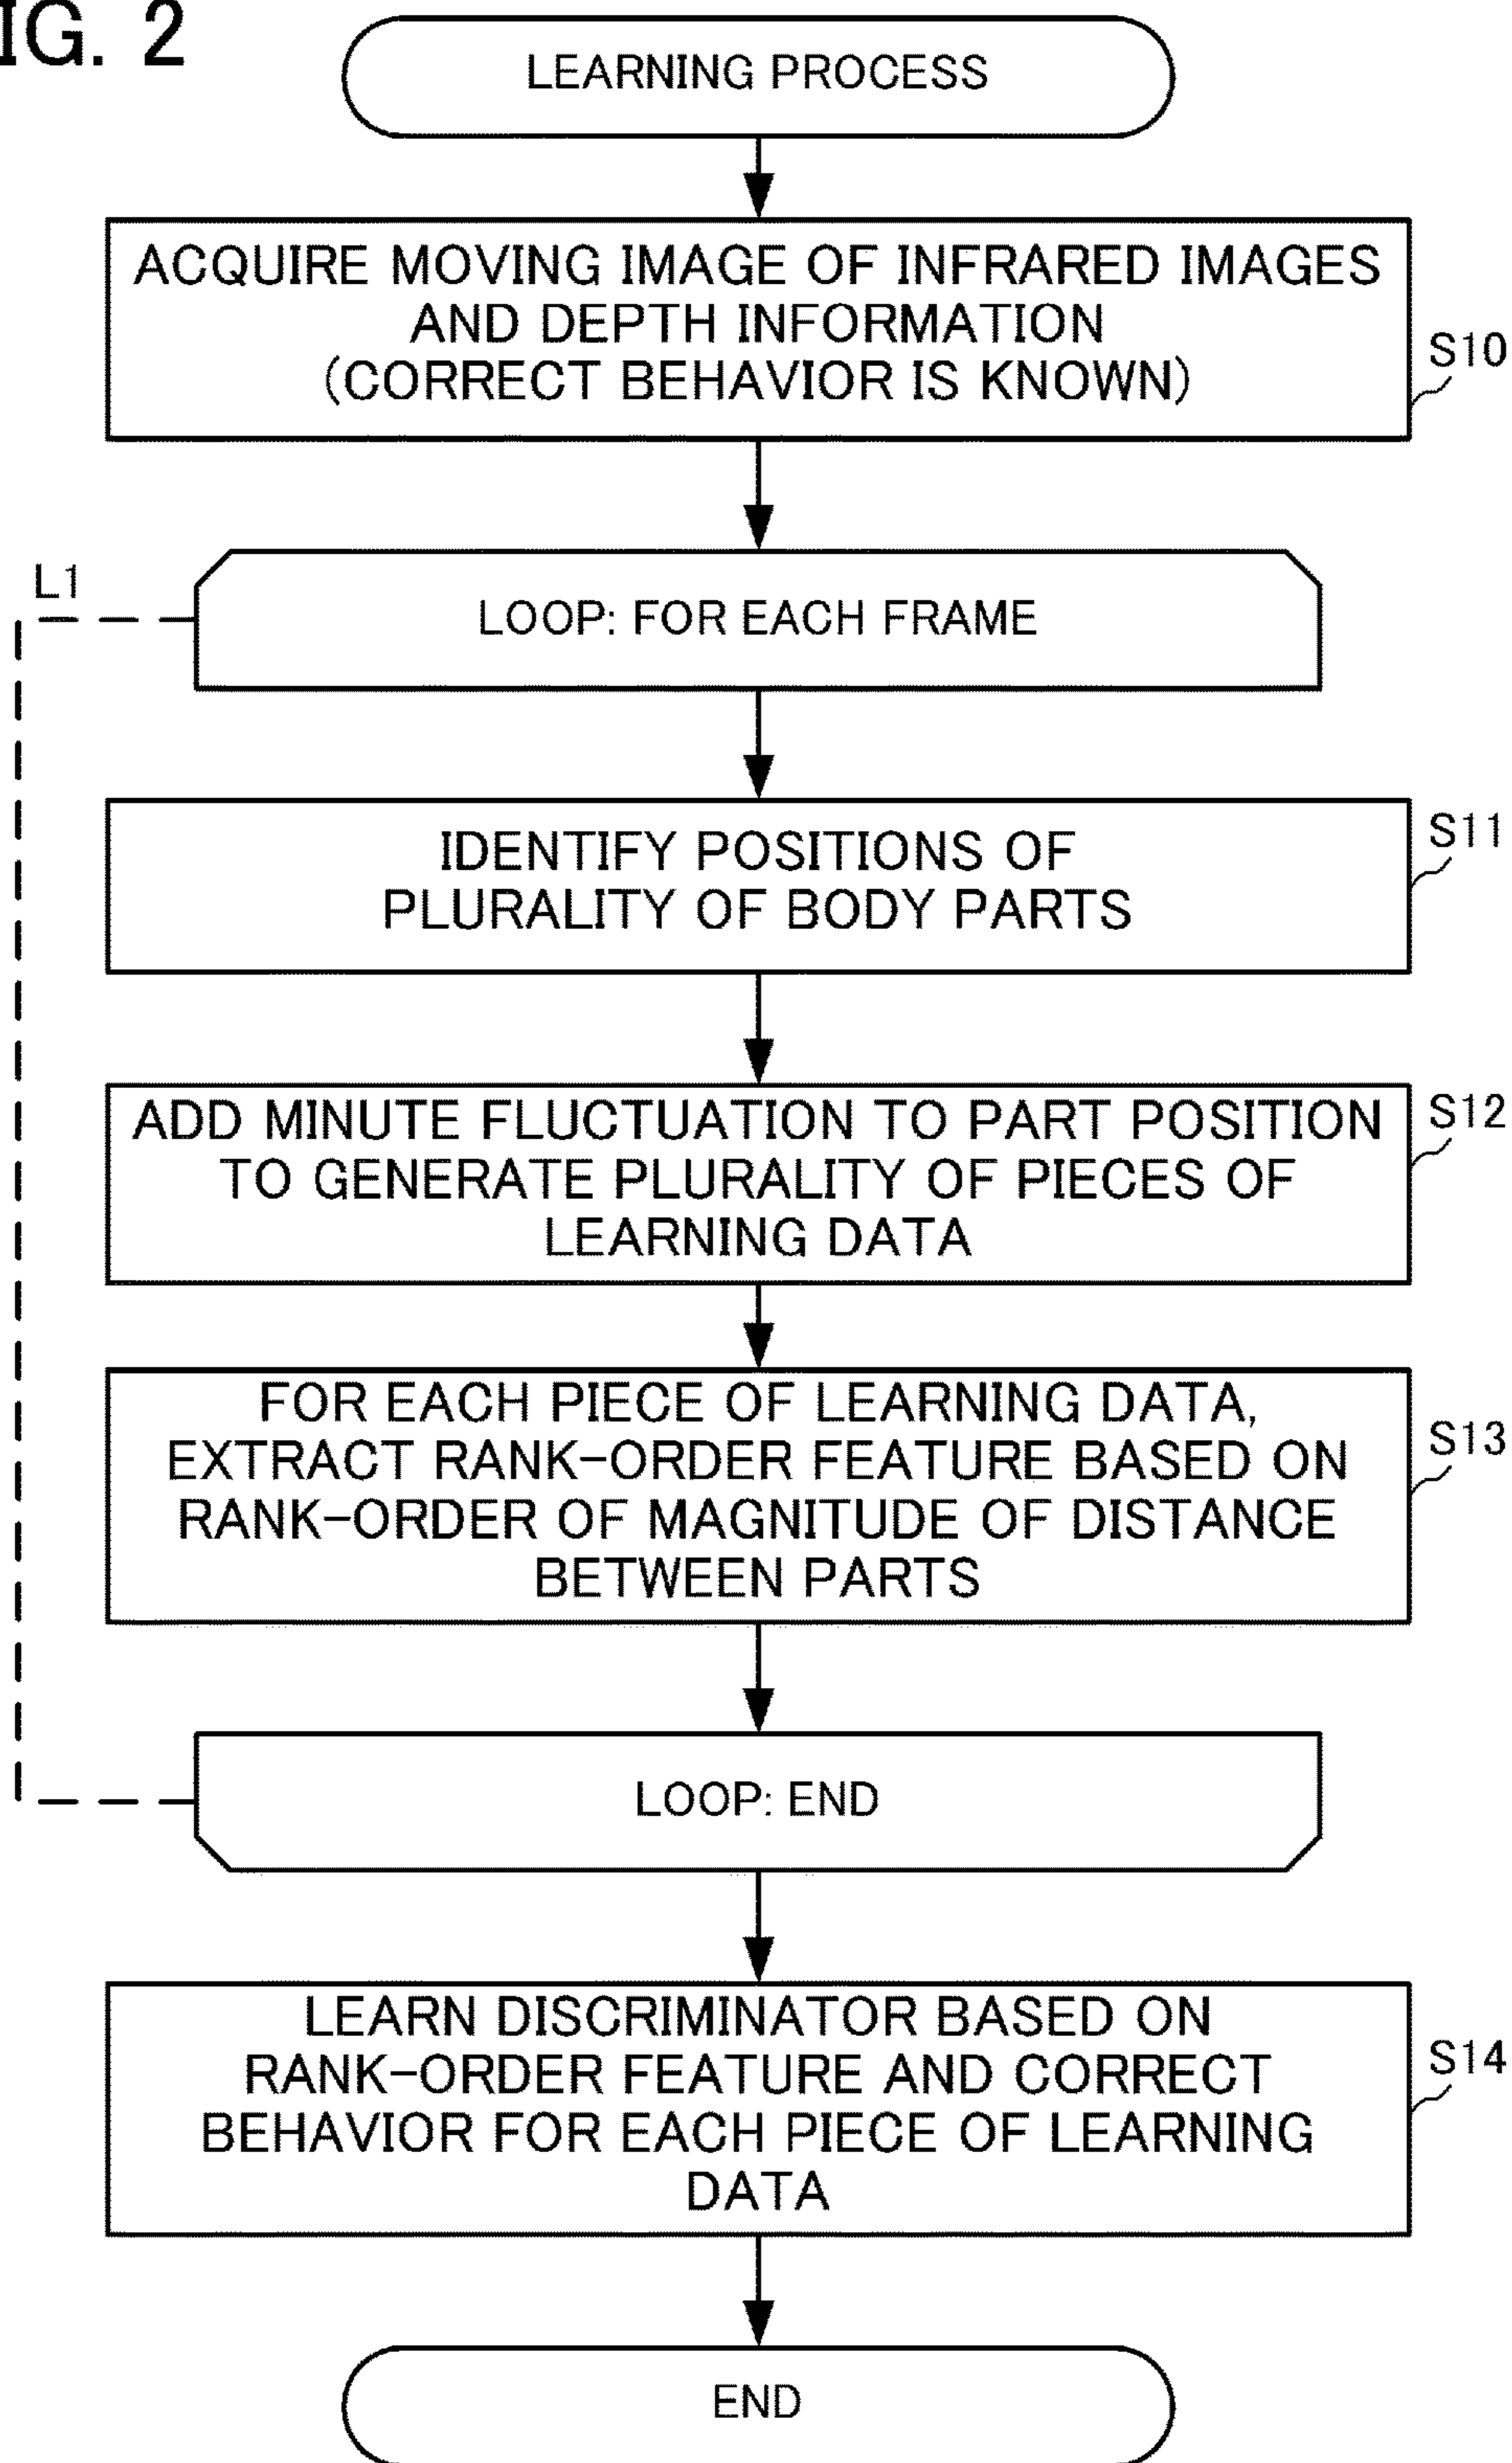 IG. 2
LEARNING PROCESS
ACQUIRE MOVING IMAGE OF INFRARED IMAGES
AND DEPTH INFORMATION
(CORRECT BEHAVIOR IS KNOWN)
S10
L1
LOOP: FOR EACH FRAME
IDENTIFY POSITIONS OF
PLURALITY OF BODY PARTS
S11
ADD MINUTE FLUCTUATION TO PART POSITION
TO GENERATE PLURALITY OF PIECES OF
LEARNING DATA
S12
FOR EACH PIECE OF LEARNING DATA,
EXTRACT RANK-ORDER FEATURE BASED ON
RANK-ORDER OF MAGNITUDE OF DISTANCE
BETWEEN PARTS
S13
LOOP: END
LEARN DISCRIMINATOR BASED ON
RANK-ORDER FEATURE AND CORRECT
BEHAVIOR FOR EACH PIECE OF LEARNING
DATA
S14
END